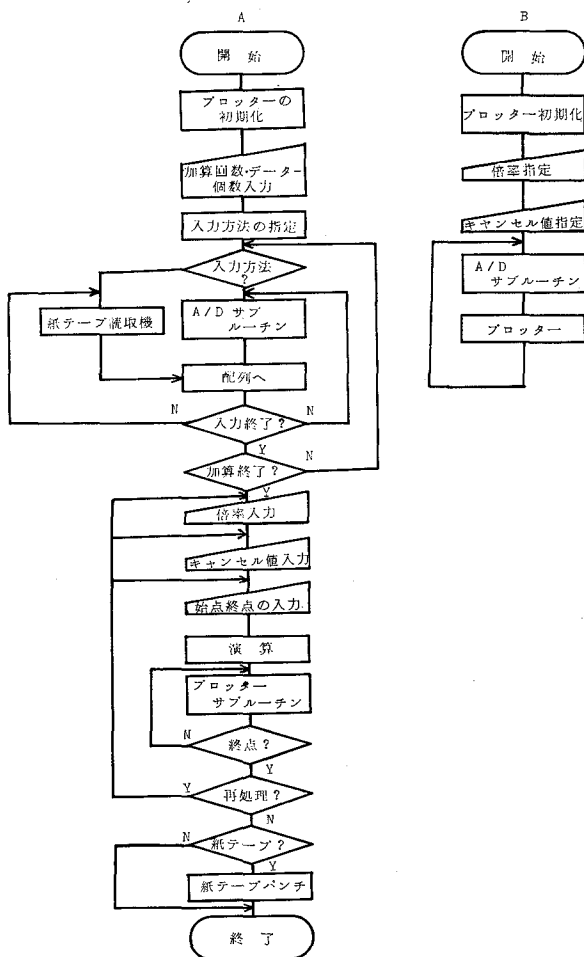 A
開始
プロッターの
初期化
加算回数・データー
個数入力
入力方法の指定
入力方法
?
紙テープ読取機
A/D サブ
ルーチン
配列へ
N
入力終了?
N
Y
加算終了?
N
Y
倍率入力
キャンセル値入力
始点終点の入力
演算
プロッター
サブルーチン
N
終点?
Y
Y
再処理?
N
N
紙テープ?
Y
紙テープパンチ
終了
B
開始
プロッター初期化
倍率指定
キャンセル値指定
A/D
サブルーチン
プロッター